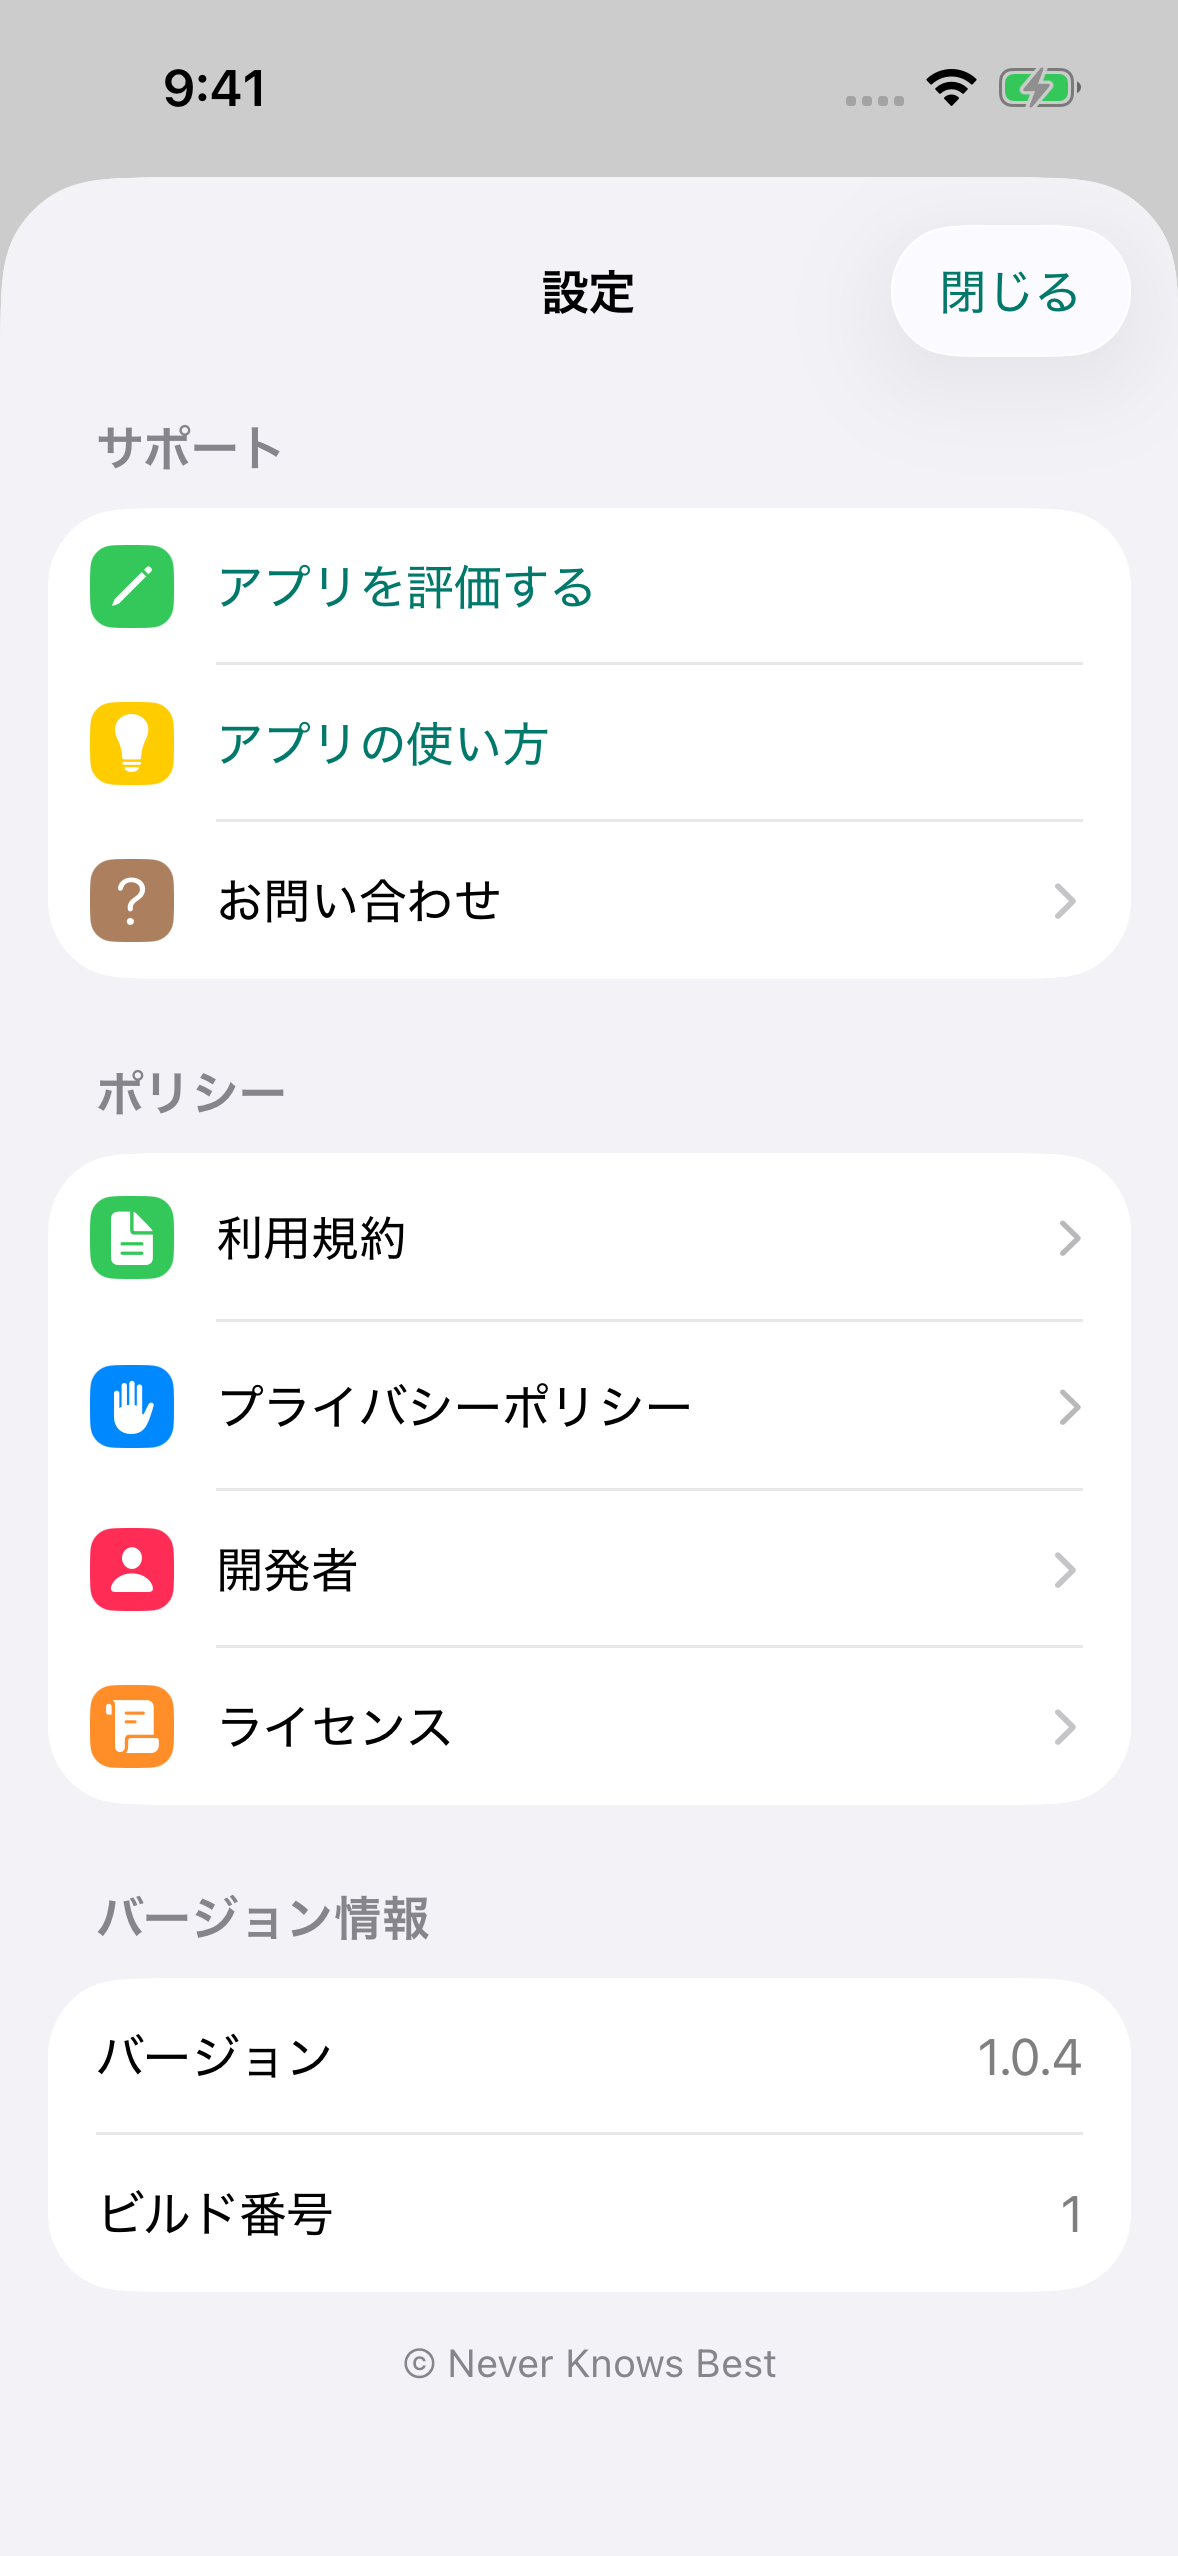 9:41
設定
閉じる
サポート
アプリを評価する
アプリの使い方
お問い合わせ
ポリシー
利用規約
プライバシーポリシー
開発者
ライセンス
バージョン情報
バージョン 1.0.4
ビルド番号 1
© Never Knows Best